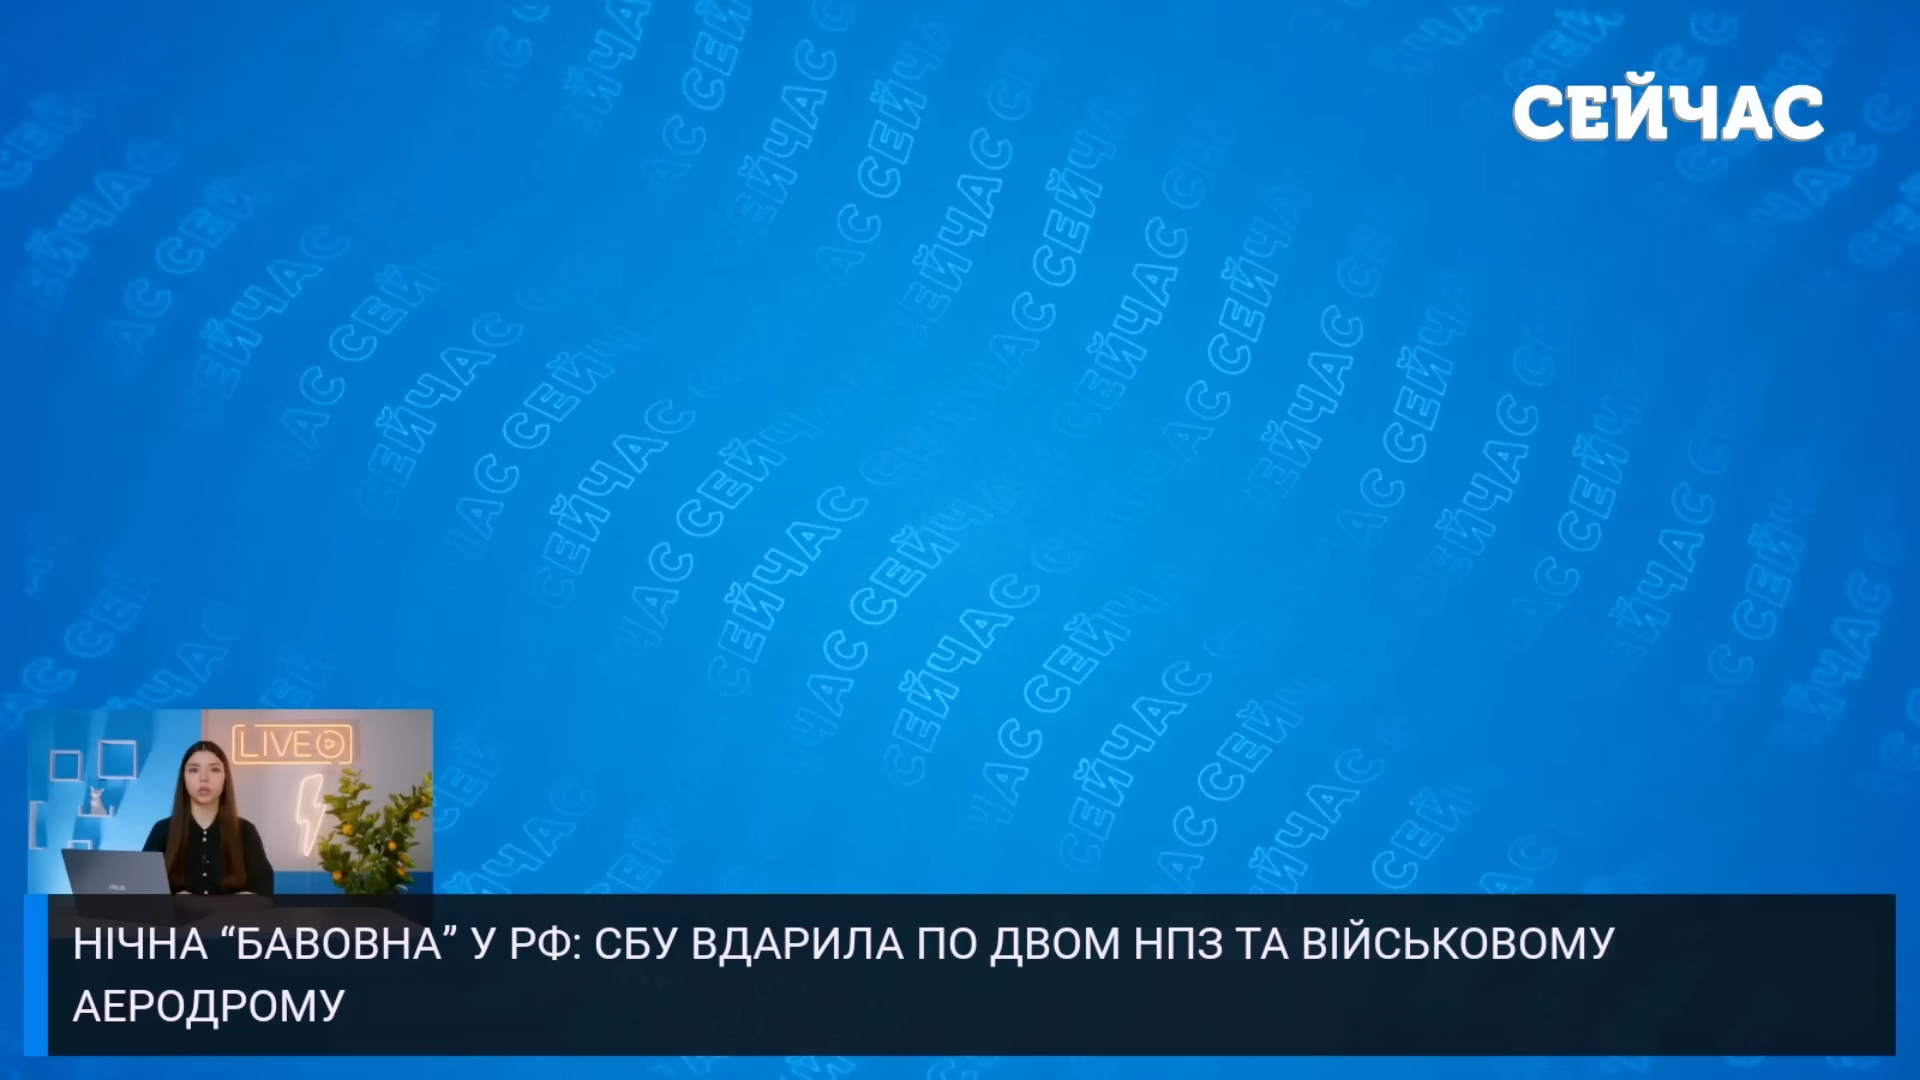 СЕЙЧАС
LIVE
НІЧНА “БАВОВНА” У РФ: СБУ ВДАРИЛА ПО ДВОМ НПЗ ТА ВІЙСЬКОВОМУ
АЕРОДРОМУ